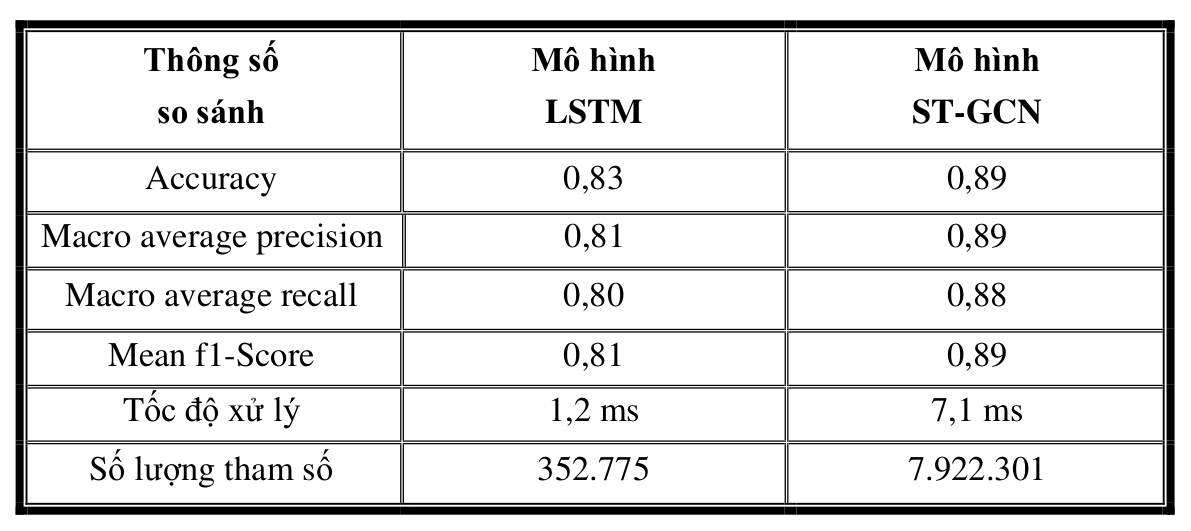 Thông số so sánh Mô hình LSTM Mô hình ST-GCN
Accuracy 0,83 0,89
Macro average precision 0,81 0,89
Macro average recall 0,80 0,88
Mean f1-Score 0,81 0,89
Tốc độ xử lý 1,2 ms 7,1 ms
Số lượng tham số 352.775 7.922.301